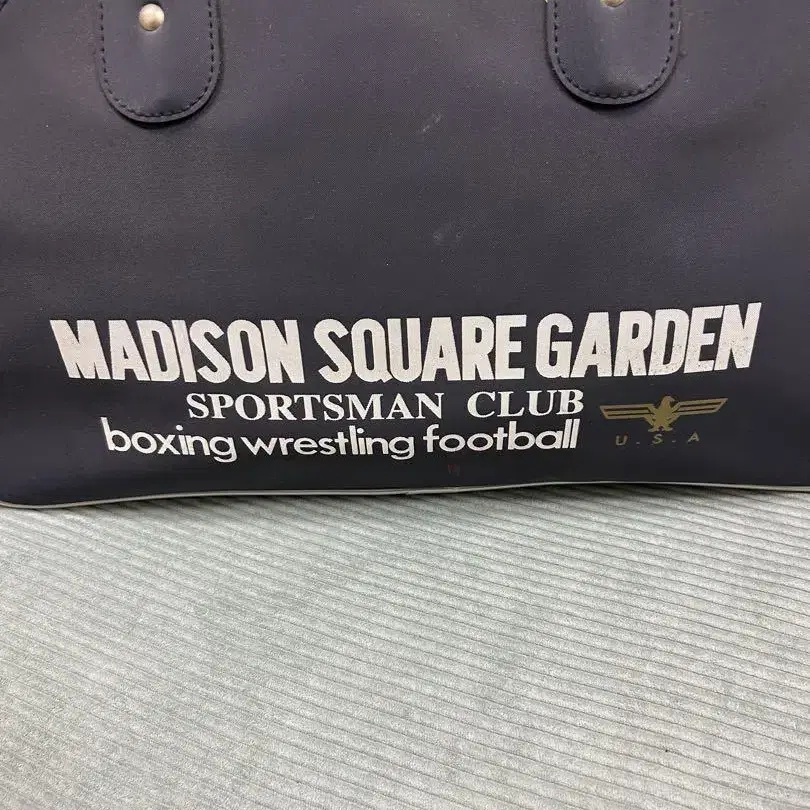 MADISON SQUARE GARDEN
SPORTSMAN CLUB
boxing wrestling football
U.S.A